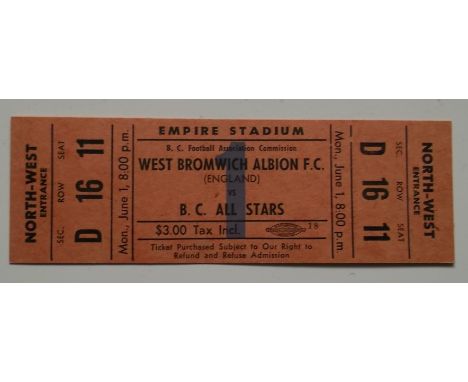 NORTH-WEST
ENTRANCE
SEC. ROW SEAT
D 16 11
Mon., June 1, 8:00 p.m.
EMPIRE STADIUM
B. C. Football Association Commission
WEST BROMWICH ALBION F.C.
(ENGLAND)
VS
B. C. ALL STARS
$3.00 Tax Incl.
18
Ticket Purchased Subject to Our Right to
Refund and Refuse Admission
Mon., June 1, 8:00 p.m.
D SEC.
16 ROW
11 SEAT
NORTH-WEST
ENTRANCE